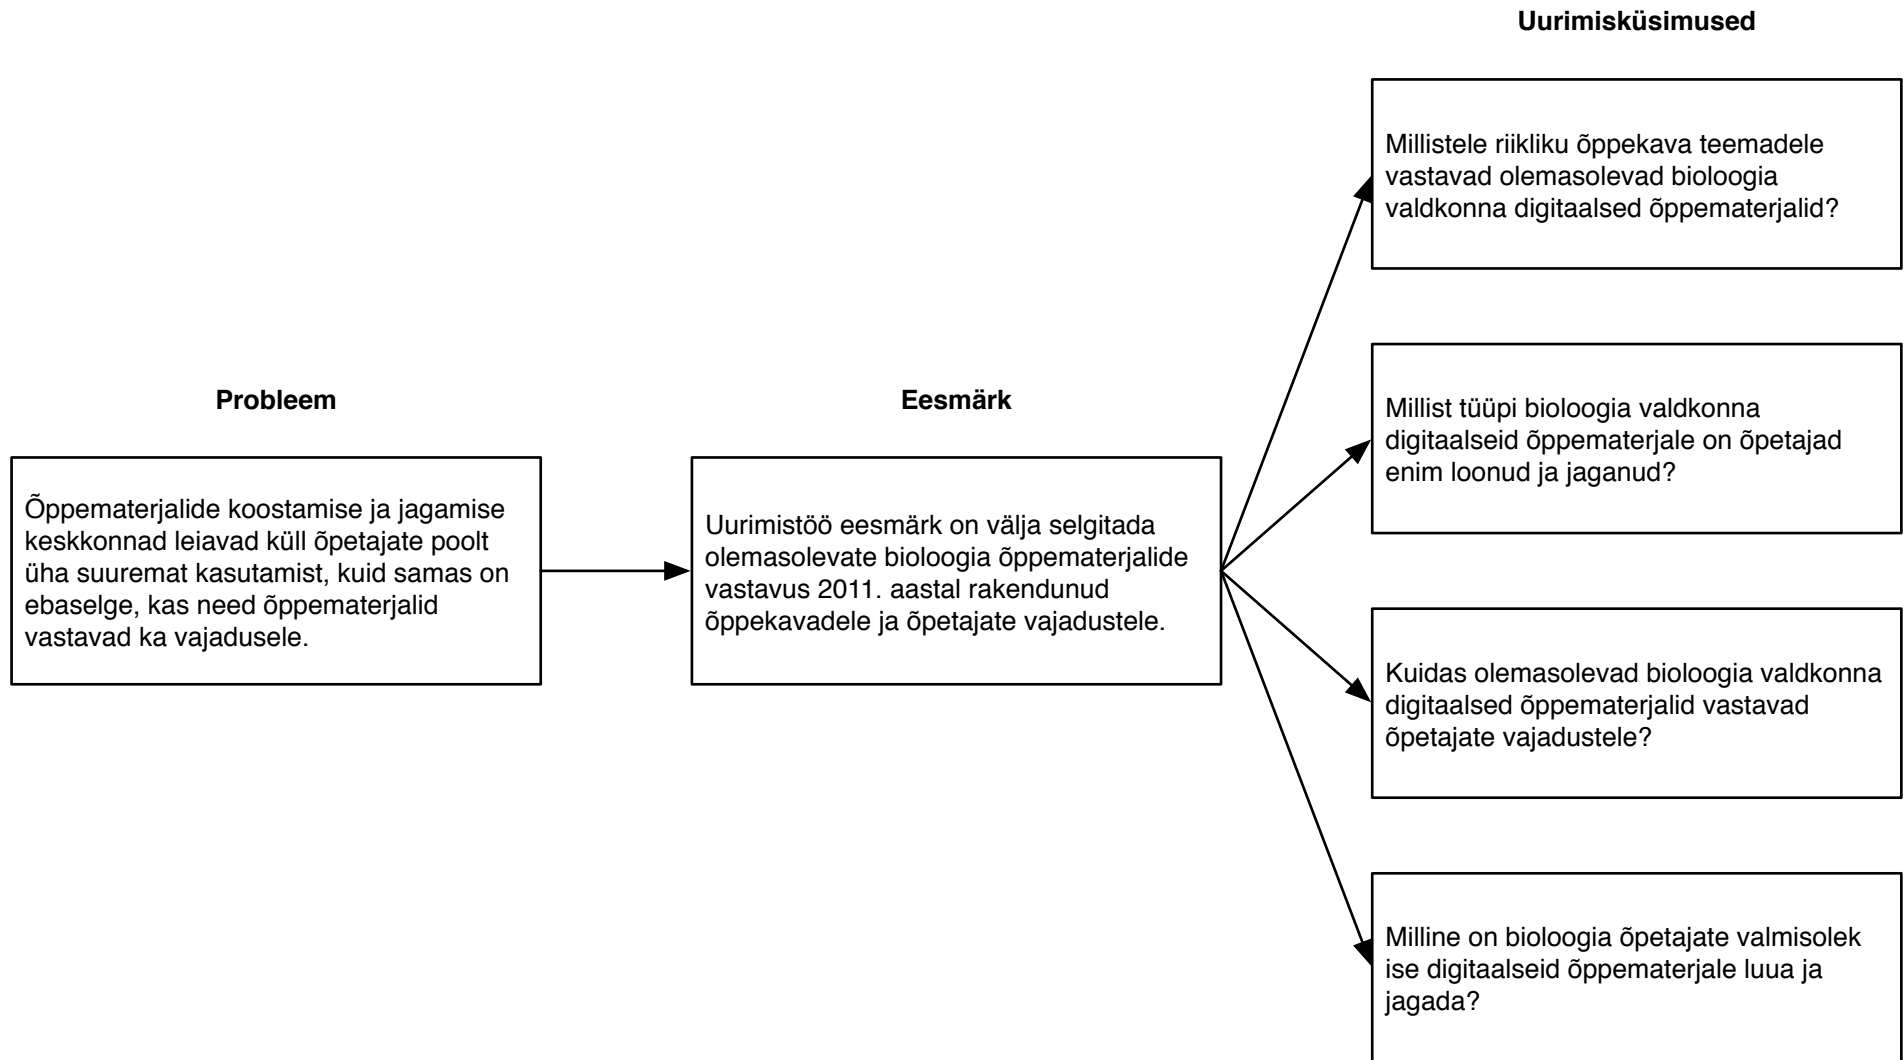 Probleem
Õppematerjalide koostamise ja jagamise
keskkonnad leiavad küll õpetajate poolt
üha suuremat kasutamist, kuid samas on
ebaselge, kas need õppematerjalid
vastavad ka vajadusele.
Eesmärk
Uurimistöö eesmärk on välja selgitada
olemasolevate bioloogia õppematerjalide
vastavus 2011. aastal rakendunud
õppekavadele ja õpetajate vajadustele.
Uurimisküsimused
Millistele riikliku õppekava teemadele
vastavad olemasolevad bioloogia
valdkonna digitaalsed õppematerjalid?
Millist tüüpi bioloogia valdkonna
digitaalseid õppematerjale on õpetajad
enim loonud ja jaganud?
Kuidas olemasolevad bioloogia valdkonna
digitaalsed õppematerjalid vastavad
õpetajate vajadustele?
Milline on bioloogia õpetajate valmisolek
ise digitaalseid õppematerjale luua ja
jagada?